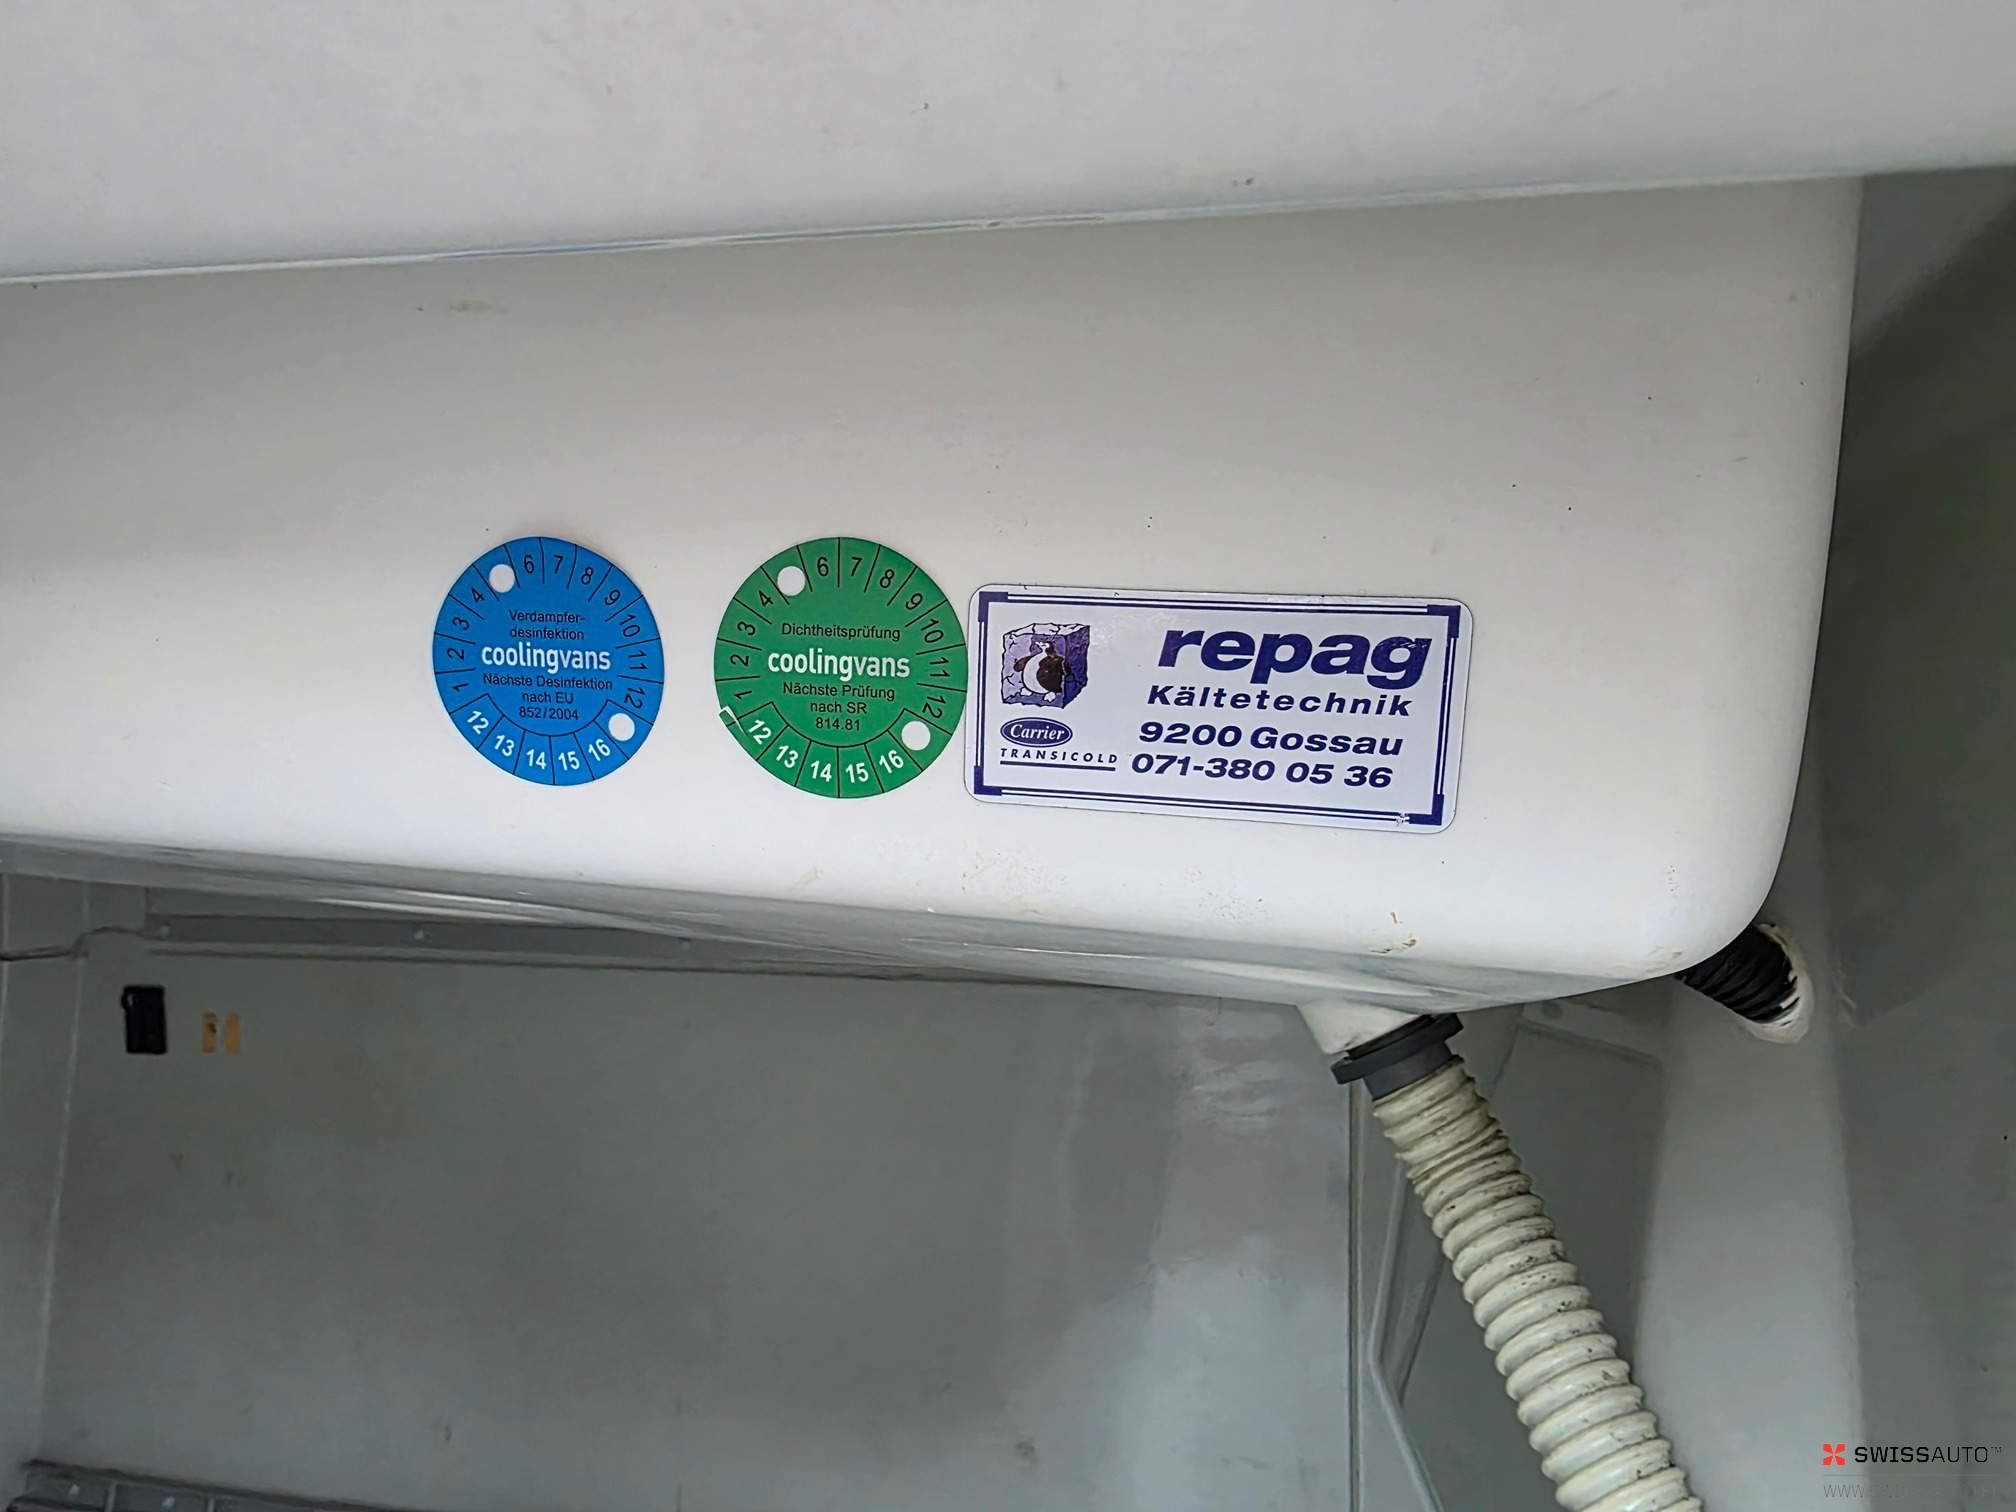 1 2 3 4 6 7 8 9 10 11 12
Verdampfer-
desinfektion
coolingvans
Nächste Desinfektion
nach EU
852/2004
12 13 14 15 16
1 2 3 4 6 7 8 9 10 11 12
Dichtheitsprüfung
coolingvans
Nächste Prüfung
nach SR
814.81
12 13 14 15 16
repag
Kältetechnik
9200 Gossau
071-380 05 36
Carrier
TRANSICOLD
SWISSAUTO™